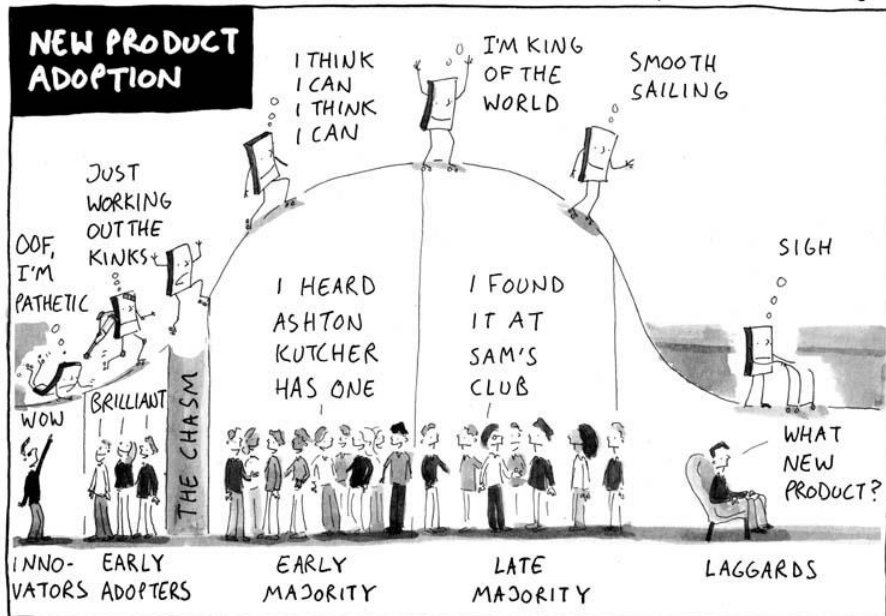 NEW PRODUCT
ADOPTION
OOF,
I'M
PATHETIC
JUST
WORKING
OUT THE
KINKS
I THINK
I CAN
I THINK
I CAN
I'M KING
OF THE
WORLD
SMOOTH
SAILING
SIGH
WOW
BRILLIANT
THE CHASM
I HEARD
ASHTON
KUTCHER
HAS ONE
I FOUND
IT AT
SAM'S
CLUB
WHAT
NEW
PRODUCT?
INNO-
VATORS
EARLY
ADOPTERS
EARLY
MAJORITY
LATE
MAJORITY
LAGGARDS